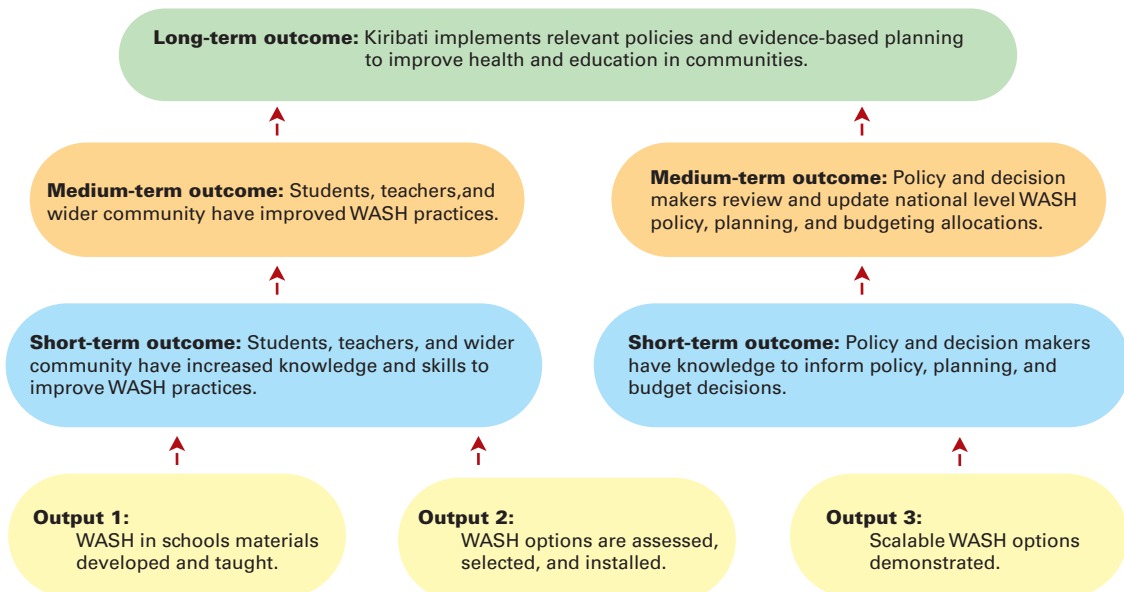 Long-term outcome: Kiribati implements relevant policies and evidence-based planning
to improve health and education in communities.
Medium-term outcome: Students, teachers,and
wider community have improved WASH practices.
Medium-term outcome: Policy and decision
makers review and update national level WASH
policy, planning, and budgeting allocations.
Short-term outcome: Students, teachers, and wider
community have increased knowledge and skills to
improve WASH practices.
Short-term outcome: Policy and decision makers
have knowledge to inform policy, planning, and
budget decisions.
Output 1:
WASH in schools materials
developed and taught.
Output 2:
WASH options are assessed,
selected, and installed.
Output 3:
Scalable WASH options
demonstrated.